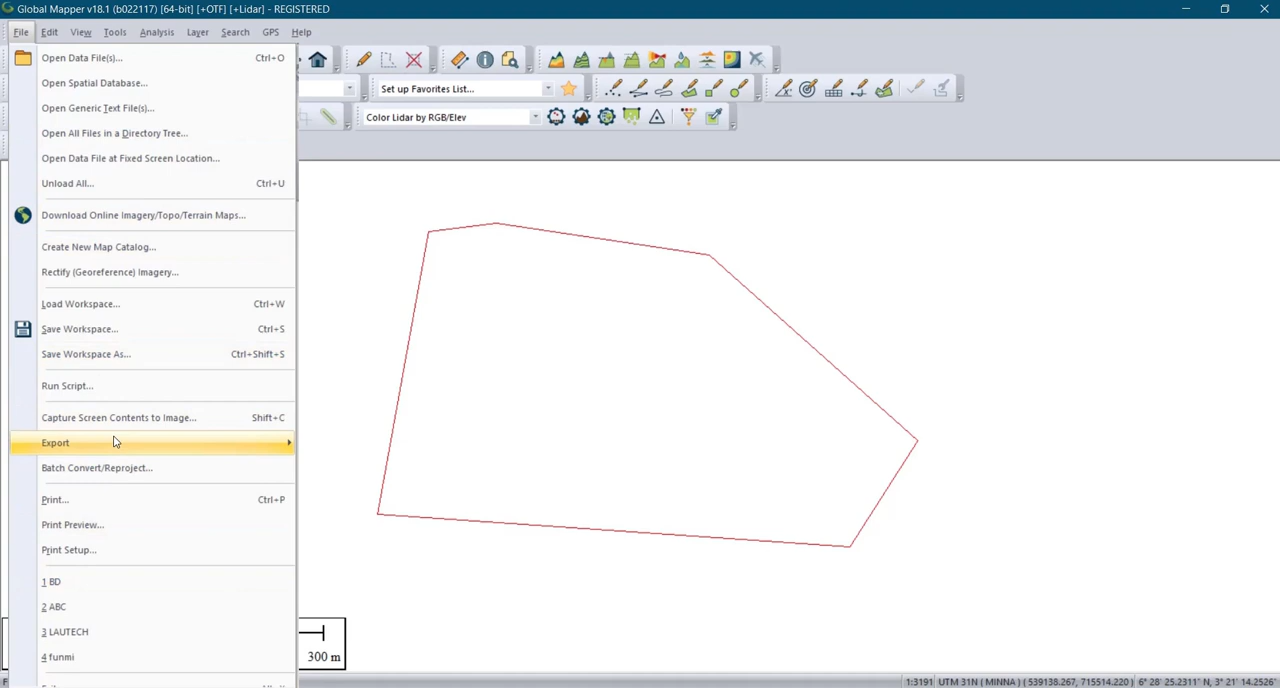 Global Mapper v18.1 (b022117) [64-bit] [+OTF] [+Lidar] - REGISTERED
File Edit View Tools Analysis Layer Search GPS Help
Open Data File(s)... Ctrl+O
Open Spatial Database...
Set up Favorites List...
Open Generic Text File(s)...
Color Lidar by RGB/Elev
Open All Files in a Directory Tree...
Open Data File at Fixed Screen Location...
Unload All... Ctrl+U
Download Online Imagery/Topo/Terrain Maps...
Create New Map Catalog...
Rectify (Georeference) Imagery...
Load Workspace... Ctrl+W
Save Workspace... Ctrl+S
Save Workspace As... Ctrl+Shift+S
Run Script...
Capture Screen Contents to Image... Shift+C
Export
Batch Convert/Reproject...
Print... Ctrl+P
Print Preview...
Print Setup...
1 BD
2 ABC
3 LAUTECH
4 funmi
300 m
1:3191 UTM 31N ( MINNA ) ( 539138.267, 715514.220 ) 6° 28' 25.2311" N, 3° 21' 14.2526"